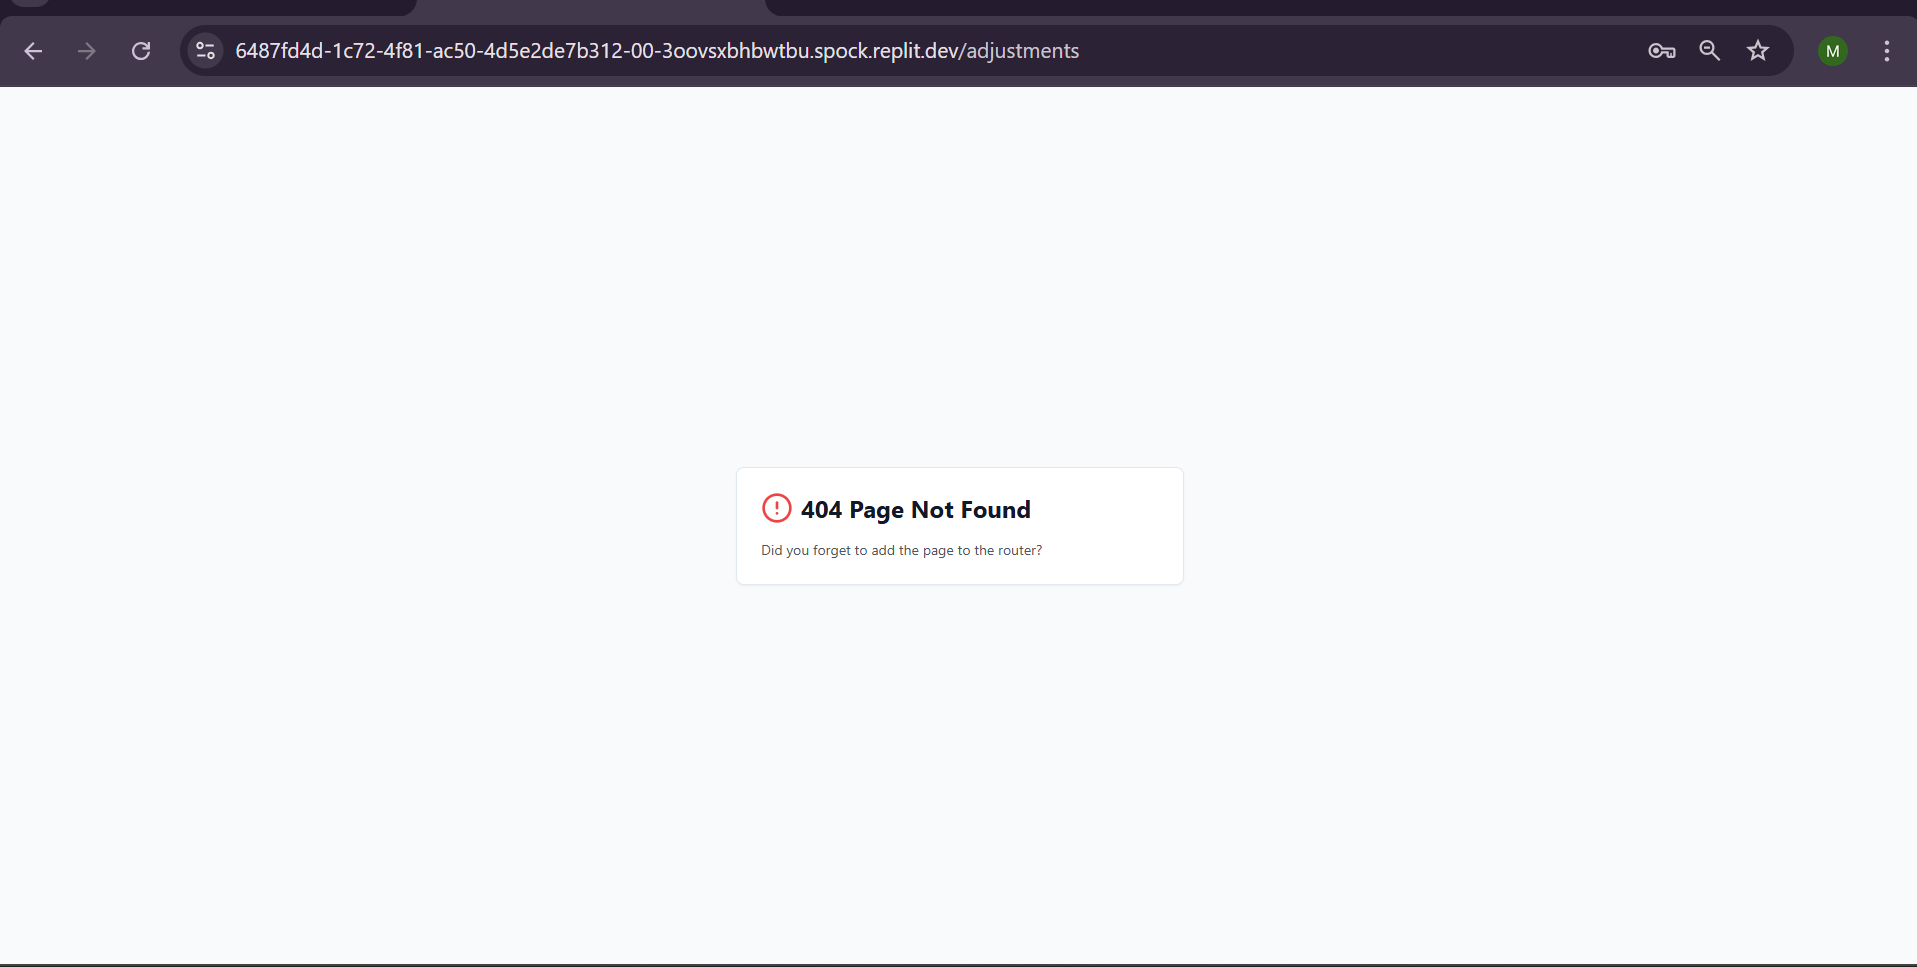 6487fd4d-1c72-4f81-ac50-4d5e2de7b312-00-3oovsxbhbwtbu.spock.replit.dev/adjustments
M
404 Page Not Found
Did you forget to add the page to the router?